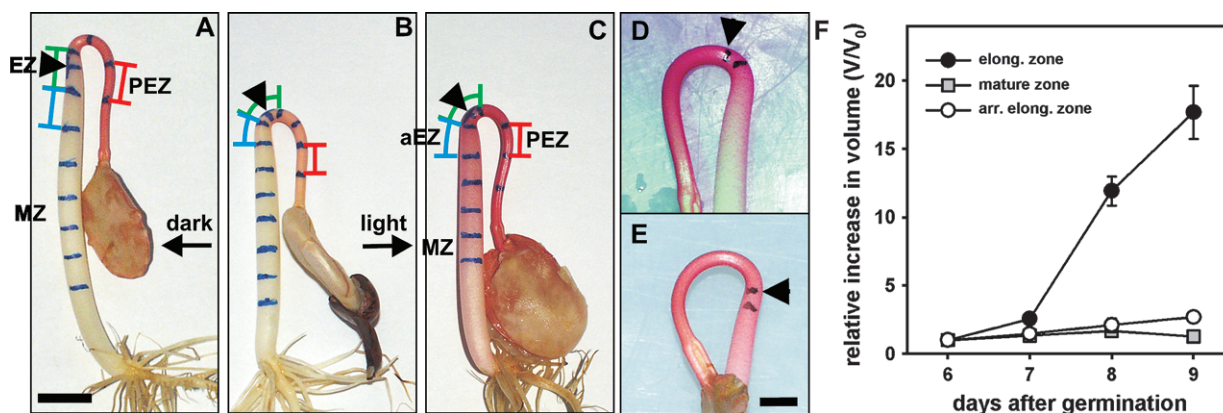 A
EZ
PEZ
MZ
dark
B
light
C
aEZ
PEZ
MZ
D
E
F
relative increase in volume (V/V0)
20
15
10
5
0
elong. zone
mature zone
arr. elong. zone
6 7 8 9
days after germination